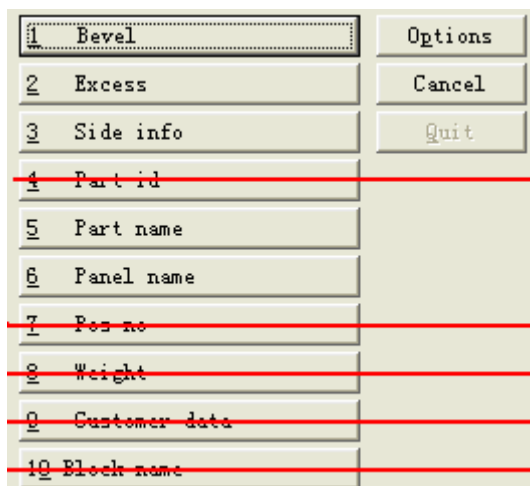 1 Bevel
Options
2 Excess
Cancel
3 Side info
Quit
4 Part id
5 Part name
6 Panel name
7 Pos no
8 Weight
9 Customer data
10 Block name